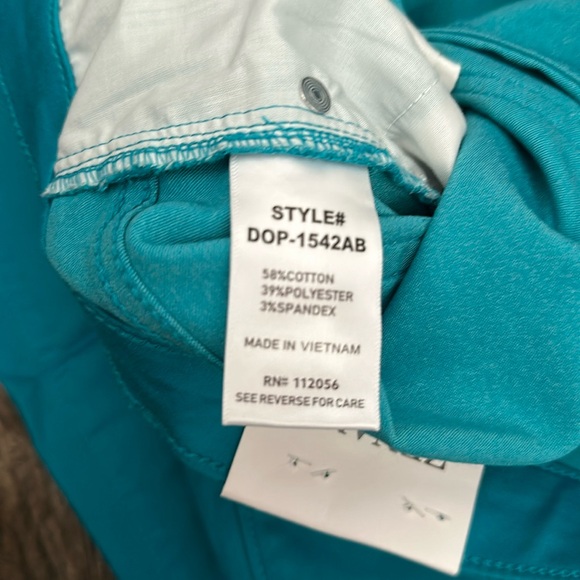 STYLE#
DOP-1542AB
58%COTTON
39%POLYESTER
3%SPANDEX
MADE IN VIETNAM
RN# 112056
SEE REVERSE FOR CARE